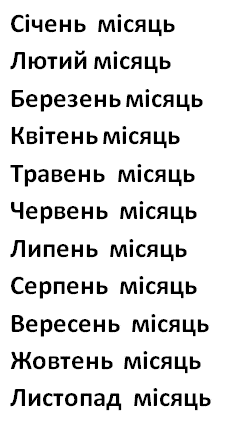 Січень місяць
Лютий місяць
Березень місяць
Квітень місяць
Травень місяць
Червень місяць
Липень місяць
Серпень місяць
Вересень місяць
Жовтень місяць
Листопад місяць